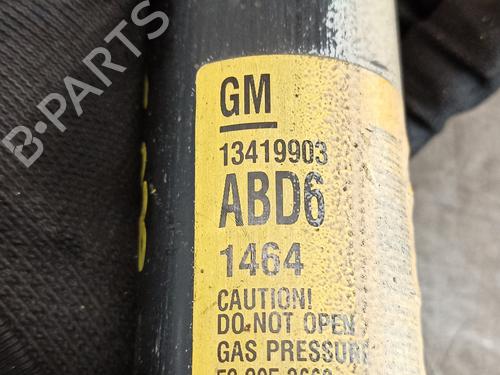 B-PARTS
GM
13419903
ABD6
1464
CAUTION!
DO NOT OPEN
GAS PRESSURE